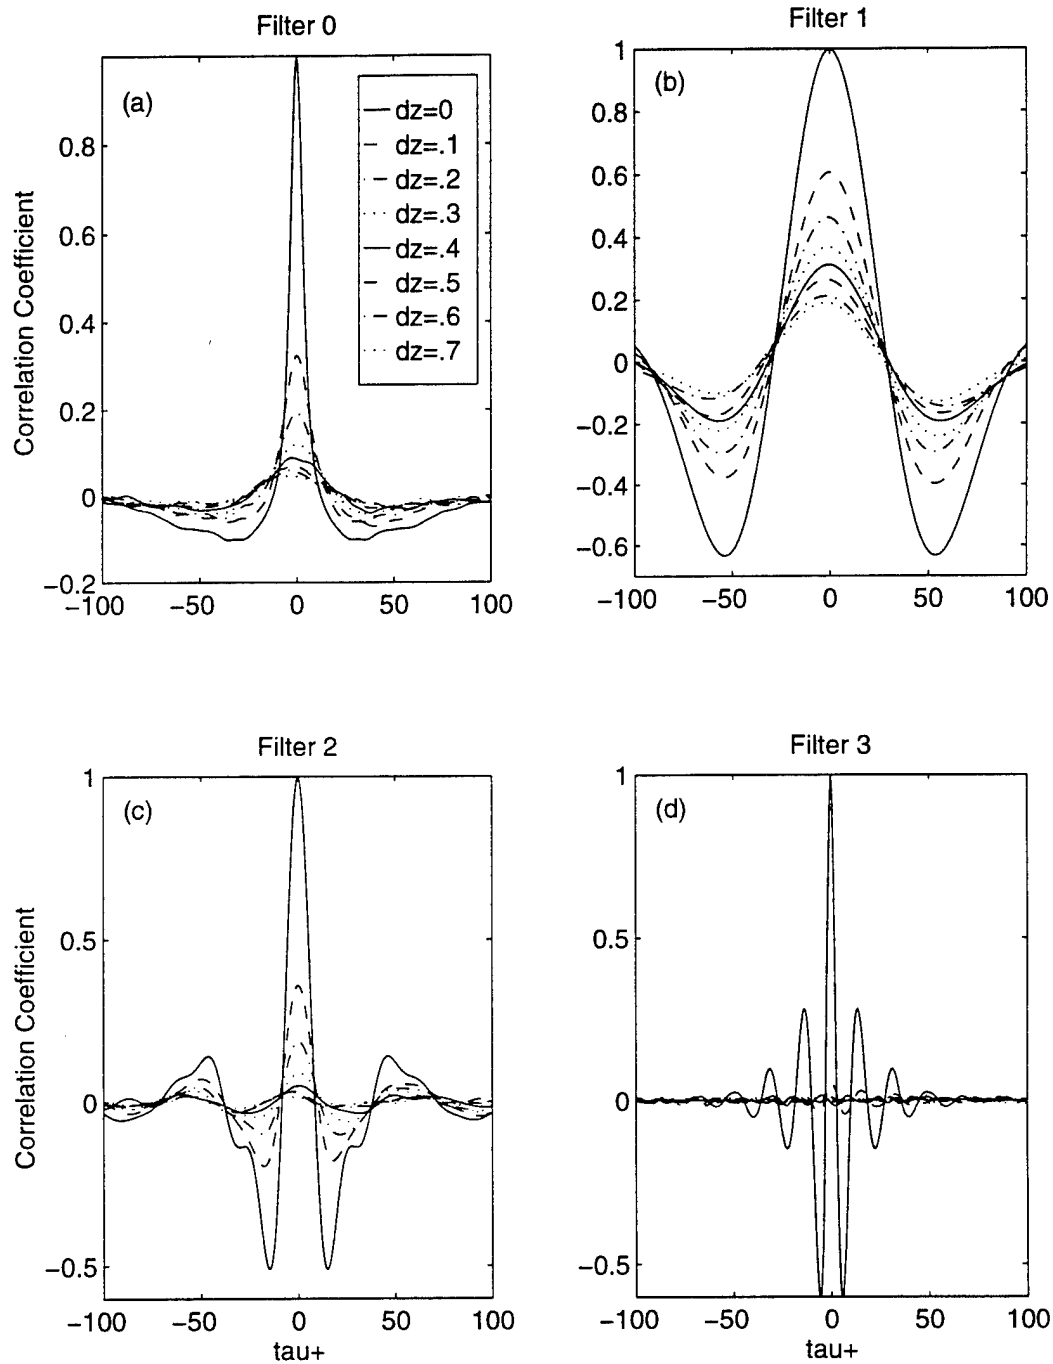 Filter 0
(a)
dz=0
dz=.1
dz=.2
dz=.3
dz=.4
dz=.5
dz=.6
dz=.7
Correlation Coefficient
0.8
0.6
0.4
0.2
0
−0.2
−100
−50
0
50
100
Filter 1
(b)
1
0.8
0.6
0.4
0.2
0
−0.2
−0.4
−0.6
−100
−50
0
50
100
Filter 2
(c)
Correlation Coefficient
1
0.5
0
−0.5
−100
−50
0
50
100
tau+
Filter 3
(d)
1
0.5
0
−0.5
−100
−50
0
50
100
tau+